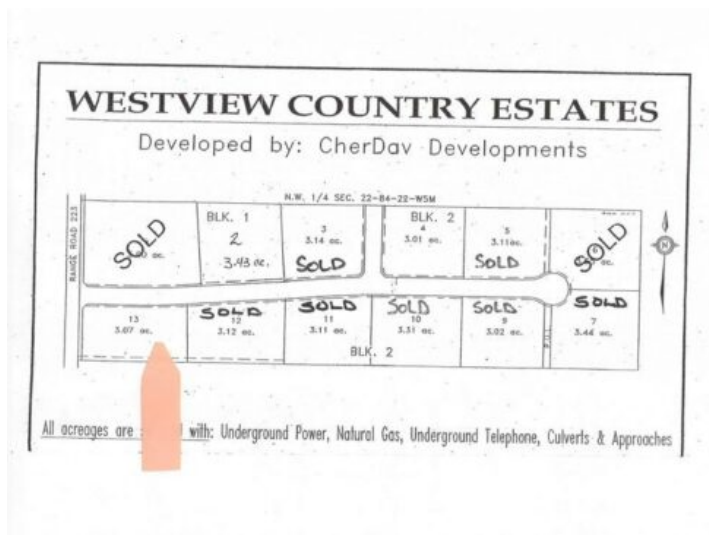 WESTVIEW COUNTRY ESTATES
Developed by: CherDav Developments
N.W. 1/4 SEC. 22-84-22-W5M
RANGE ROAD 223
SOLD
ac.
BLK. 1
2
3.43 ac.
3
3.14 ac.
SOLD
BLK. 2
4
3.01 ac.
5
3.11ac.
SOLD
SOLD
ac.
N
13
3.07 ac.
SOLD
12
3.12 ac.
SOLD
11
3.11 ac.
SOLD
10
3.31 ac.
SOLD
9
3.02 ac.
SOLD
7
3.44 ac.
BLK. 2
All acreages are with: Underground Power, Natural Gas, Underground Telephone, Culverts & Approaches